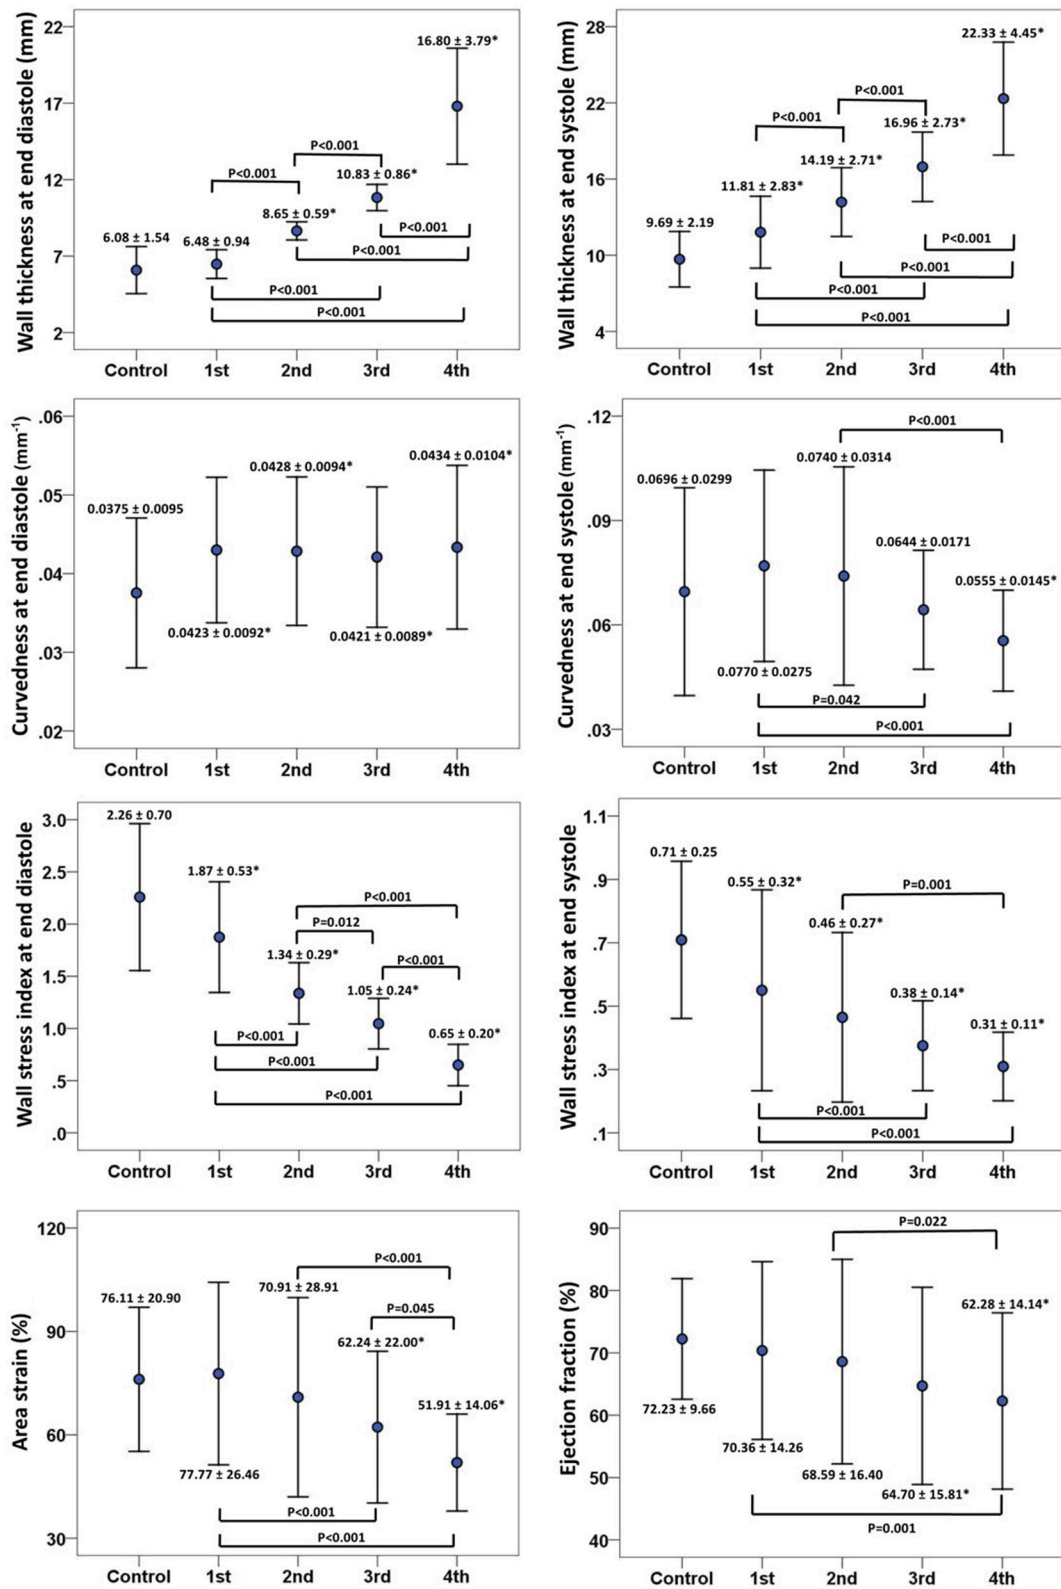 Wall thickness at end diastole (mm)
22
17
12
7
2
16.80 ± 3.79*
P<0.001
P<0.001
10.83 ± 0.86*
8.65 ± 0.59*
6.08 ± 1.54
6.48 ± 0.94
P<0.001
P<0.001
P<0.001
P<0.001
Control 1st 2nd 3rd 4th
Wall thickness at end systole (mm)
28
22
16
10
4
22.33 ± 4.45*
P<0.001
P<0.001
16.96 ± 2.73*
14.19 ± 2.71*
11.81 ± 2.83*
9.69 ± 2.19
P<0.001
P<0.001
P<0.001
P<0.001
Control 1st 2nd 3rd 4th
Curvedness at end diastole (mm-1)
.06
.05
.04
.03
.02
0.0434 ± 0.0104*
0.0428 ± 0.0094*
0.0375 ± 0.0095
0.0423 ± 0.0092*
0.0421 ± 0.0089*
Control 1st 2nd 3rd 4th
Curvedness at end systole (mm-1)
.12
.09
.06
.03
P<0.001
0.0740 ± 0.0314
0.0696 ± 0.0299
0.0644 ± 0.0171
0.0555 ± 0.0145*
0.0770 ± 0.0275
P=0.042
P<0.001
Control 1st 2nd 3rd 4th
Wall stress index at end diastole
3.0
2.5
2.0
1.5
1.0
.5
.0
2.26 ± 0.70
1.87 ± 0.53*
P<0.001
P=0.012
1.34 ± 0.29*
P<0.001
1.05 ± 0.24*
0.65 ± 0.20*
P<0.001
P<0.001
P<0.001
Control 1st 2nd 3rd 4th
Wall stress index at end systole
1.1
.9
.7
.5
.3
.1
0.71 ± 0.25
0.55 ± 0.32*
P=0.001
0.46 ± 0.27*
0.38 ± 0.14*
0.31 ± 0.11*
P<0.001
P<0.001
Control 1st 2nd 3rd 4th
Area strain (%)
120
90
60
30
P<0.001
70.91 ± 28.91
76.11 ± 20.90
P=0.045
62.24 ± 22.00*
51.91 ± 14.06*
77.77 ± 26.46
P<0.001
P<0.001
Control 1st 2nd 3rd 4th
Ejection fraction (%)
90
80
70
60
50
40
P=0.022
62.28 ± 14.14*
72.23 ± 9.66
70.36 ± 14.26
68.59 ± 16.40
64.70 ± 15.81*
P=0.001
Control 1st 2nd 3rd 4th